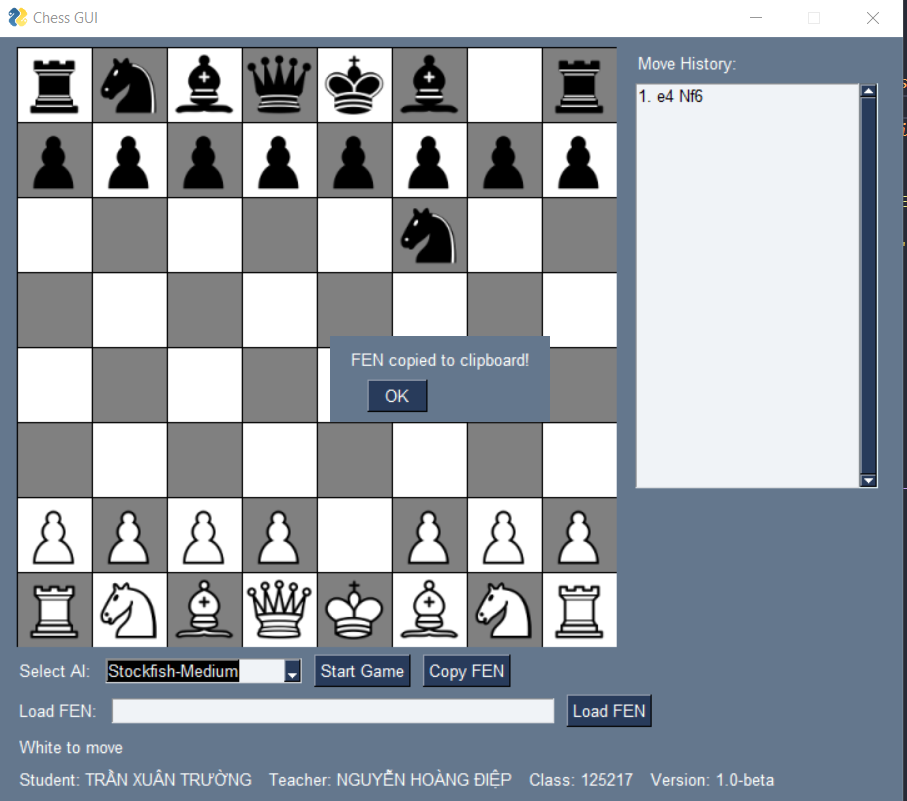 Chess GUI
Move History:
1. e4 Nf6
FEN copied to clipboard!
OK
Select AI: Stockfish-Medium Start Game Copy FEN
Load FEN: Load FEN
White to move
Student: TRẦN XUÂN TRƯỜNG Teacher: NGUYỄN HOÀNG ĐIỆP Class: 125217 Version: 1.0-beta